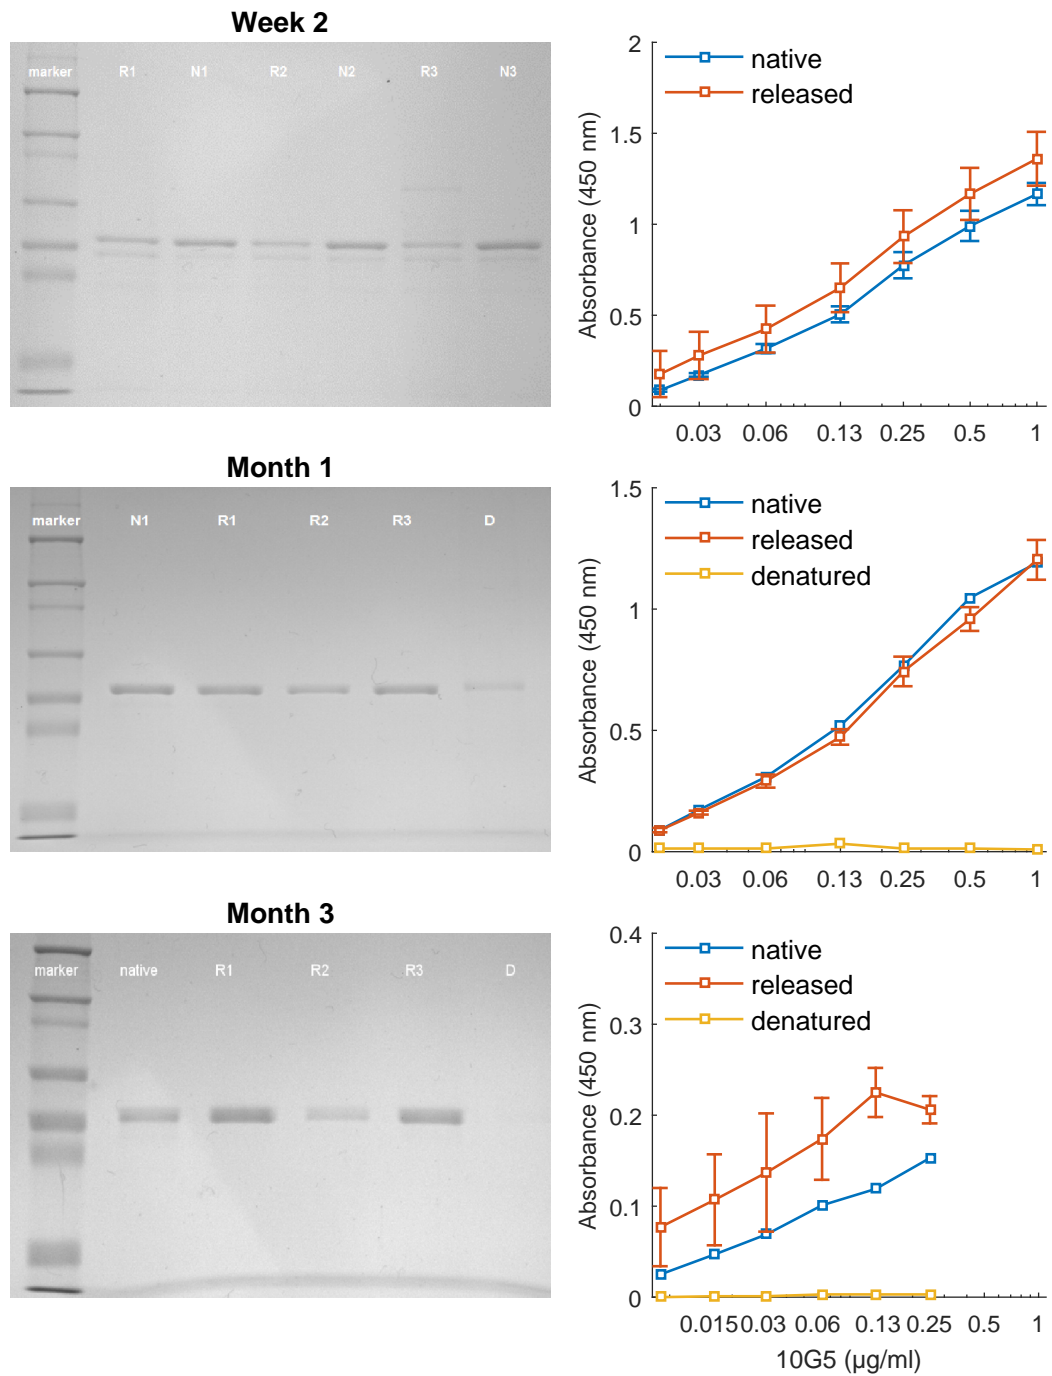 Week 2
marker R1 N1 R2 N2 R3 N3
Absorbance (450 nm)
2
1.5
1
0.5
0
native
released
0.03 0.06 0.13 0.25 0.5 1
Month 1
marker N1 R1 R2 R3 D
Absorbance (450 nm)
1.5
1
0.5
0
native
released
denatured
0.03 0.06 0.13 0.25 0.5 1
Month 3
marker native R1 R2 R3 D
Absorbance (450 nm)
0.4
0.3
0.2
0.1
0
native
released
denatured
0.015 0.03 0.06 0.13 0.25 0.5 1
10G5 (µg/ml)